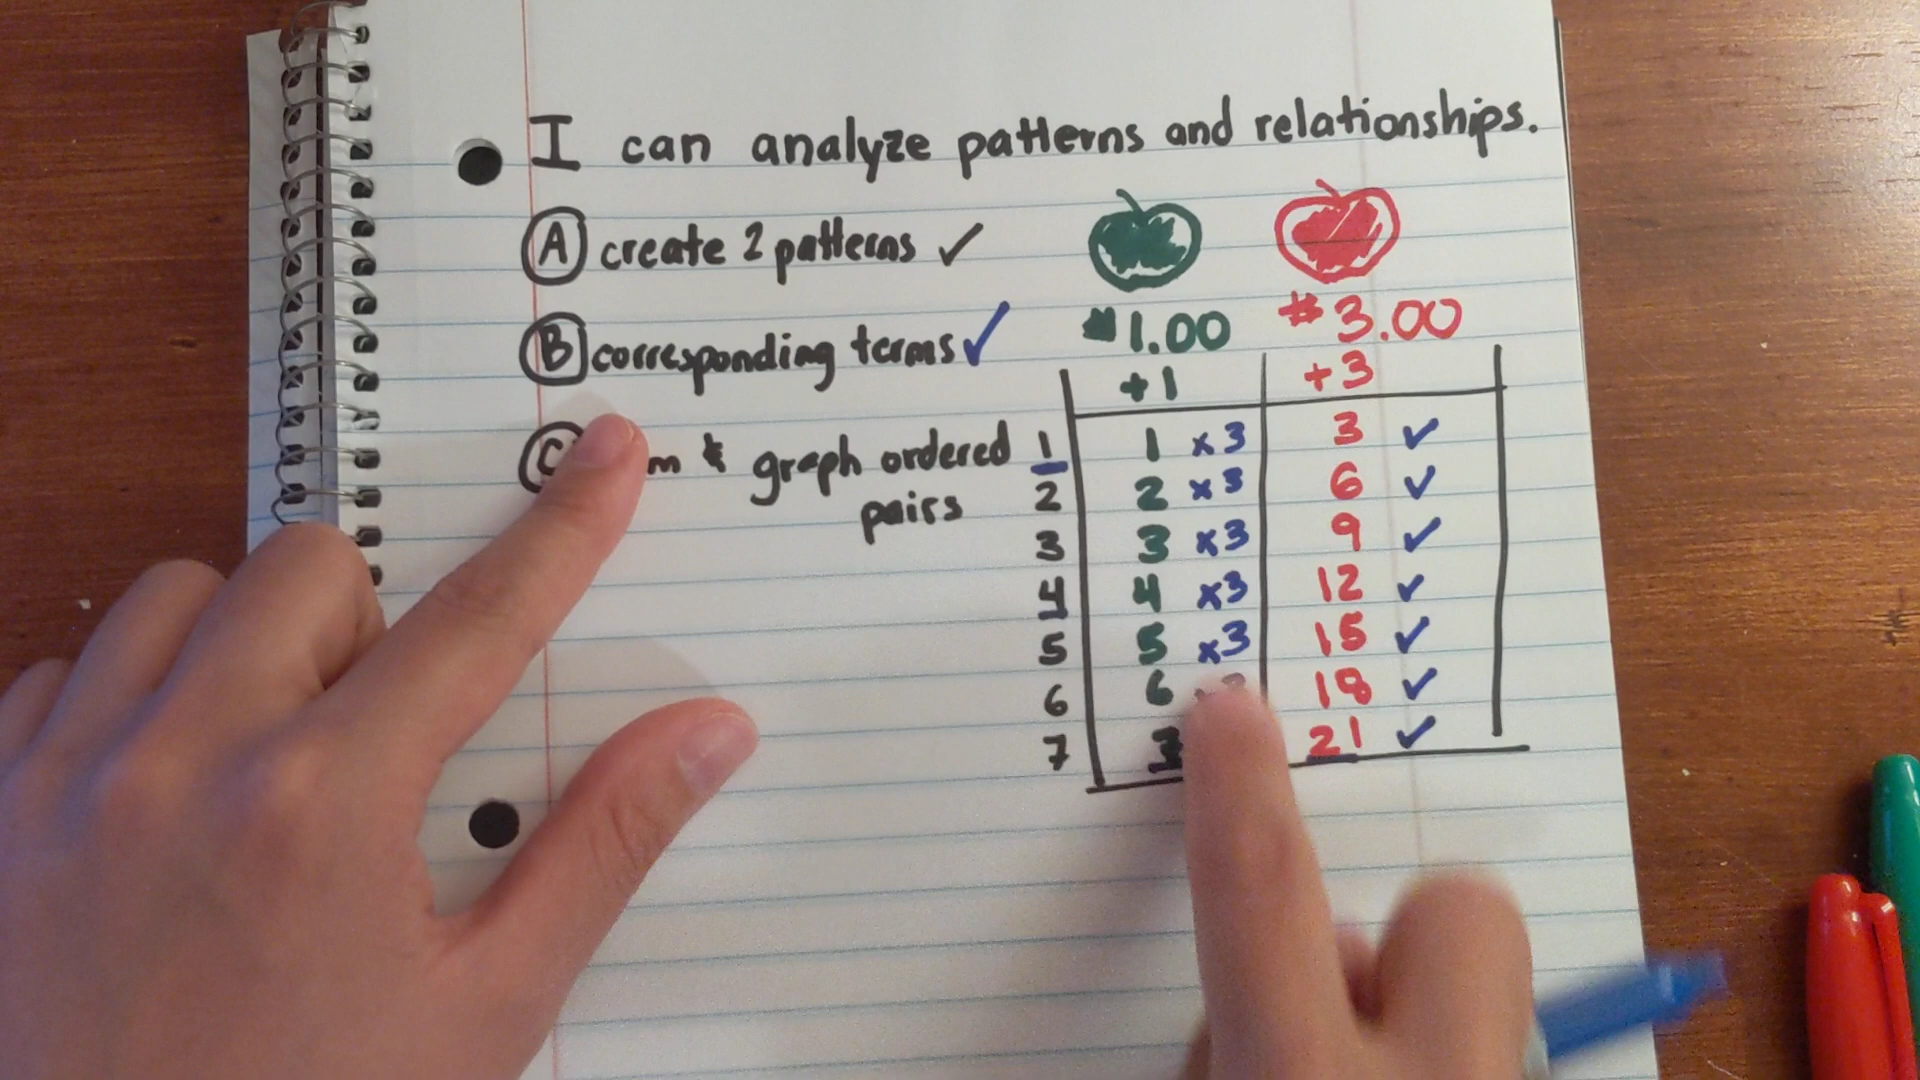 I can analyze patterns and relationships.
A create 2 patterns ✓
B corresponding terms ✓
$1.00 $3.00
+1 +3
C & graph ordered
pairs
1 1 x3 3 ✓
2 2 x3 6 ✓
3 3 x3 9 ✓
4 4 x3 12 ✓
5 5 x3 15 ✓
6 6 18 ✓
7 7 21 ✓